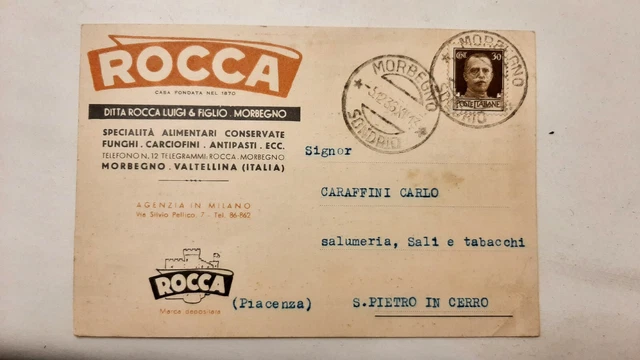 ROCCA
CASA FONDATA NEL 1870
DITTA ROCCA LUIGI & FIGLIO . MORBEGNO
SPECIALITÀ ALIMENTARI CONSERVATE
FUNGHI . CARCIOFINI . ANTIPASTI . ECC.
TELEFONO N. 12 TELEGRAMMI: ROCCA . MORBEGNO
MORBEGNO . VALTELLINA (ITALIA)
AGENZIA IN MILANO
Via Silvio Pellico, 7 - Tel. 86-862
ROCCA
Marca depositata
MORBEGNO
SONDRIO
MORBEGNO
SONDRIO
CENT 30
POSTE ITALIANE
Signor
CARAFFINI CARLO
salumeria, Sali e tabacchi
(Piacenza) S.PIETRO IN CERRO